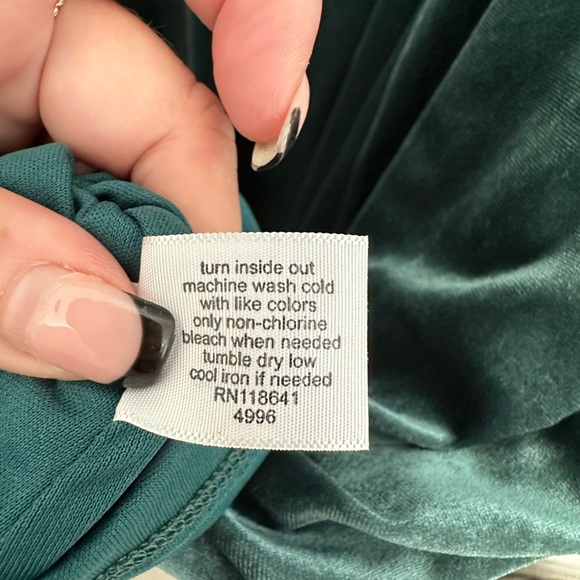 turn inside out
machine wash cold
with like colors
only non-chlorine
bleach when needed
tumble dry low
cool iron if needed
RN118641
4996